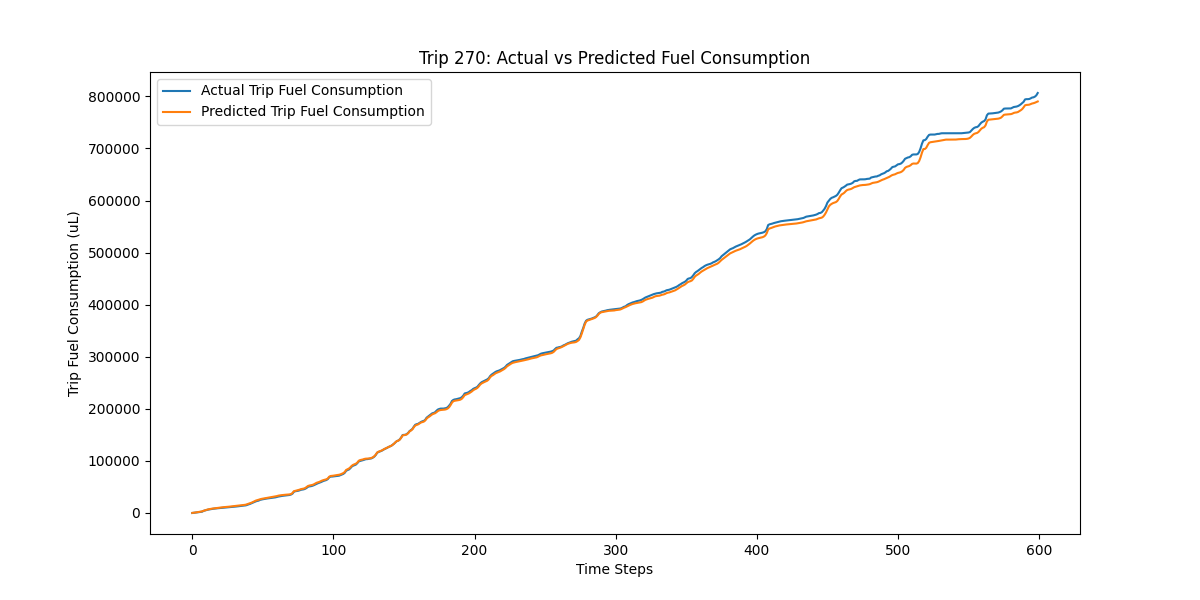 Trip 270: Actual vs Predicted Fuel Consumption
Actual Trip Fuel Consumption
Predicted Trip Fuel Consumption
Trip Fuel Consumption (uL)
800000
700000
600000
500000
400000
300000
200000
100000
0
0 100 200 300 400 500 600
Time Steps